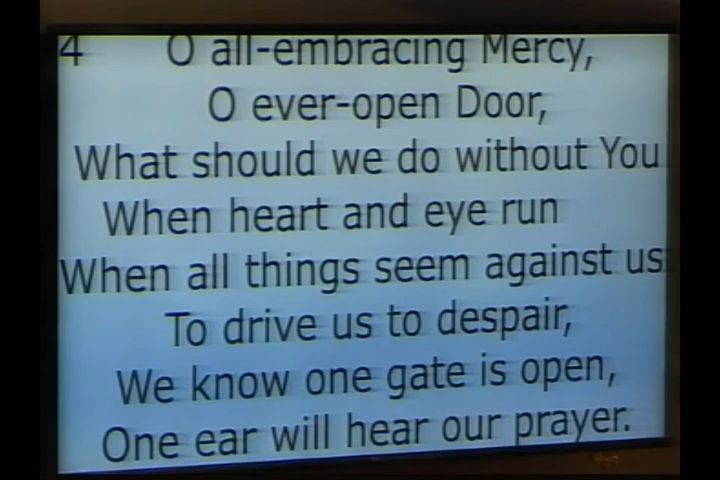 4 O all-embracing Mercy,
O ever-open Door,
What should we do without You
When heart and eye run
When all things seem against us
To drive us to despair,
We know one gate is open,
One ear will hear our prayer.